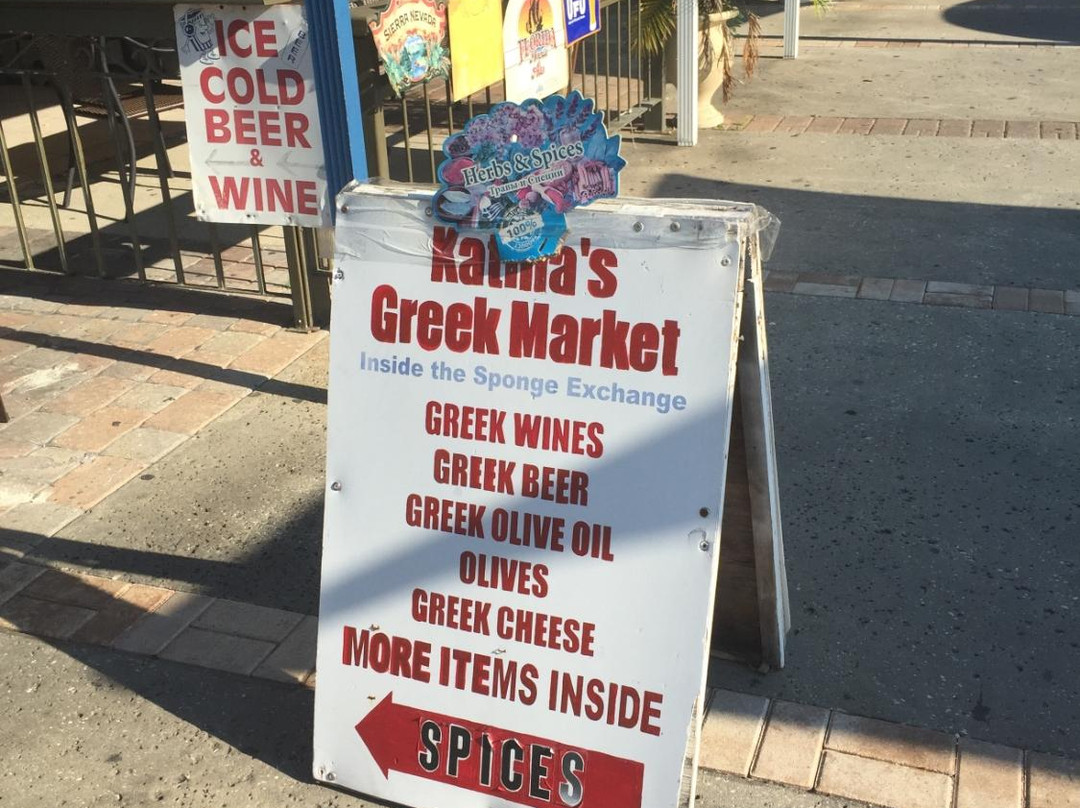 ICE
COLD
BEER
&
WINE
BEER
SIERRA NEVADA
Herbs & Spices
Травы и Специи
100%
Katina's
Greek Market
Inside the Sponge Exchange
GREEK WINES
GREEK BEER
GREEK OLIVE OIL
OLIVES
GREEK CHEESE
MORE ITEMS INSIDE
SPICES